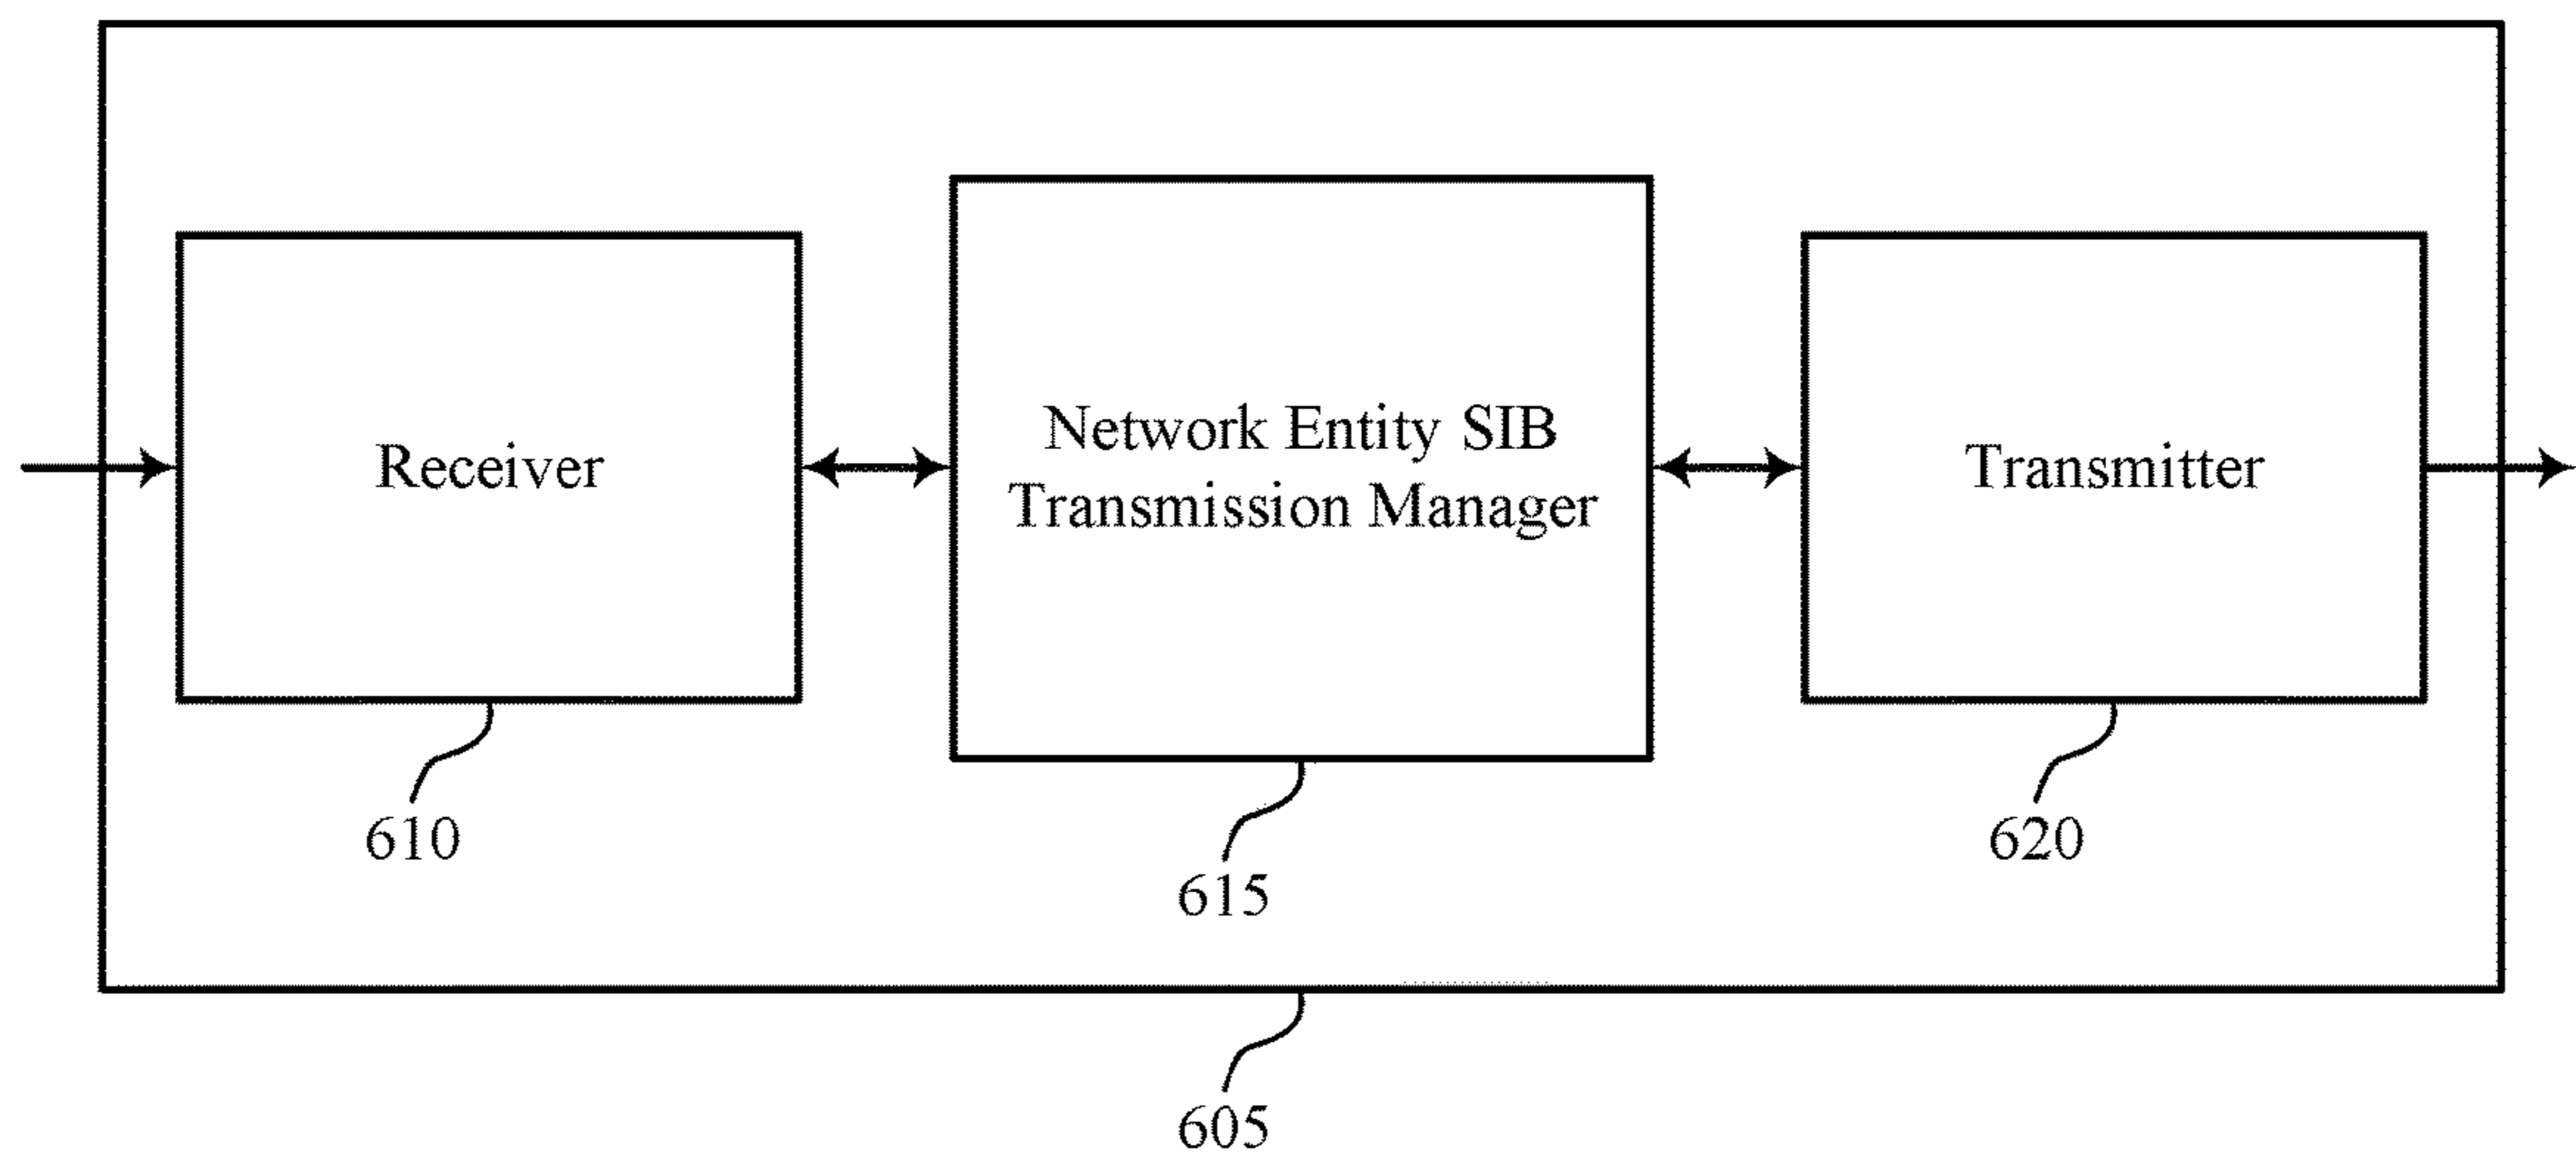 Receiver
Network Entity SIB
Transmission Manager
Transmitter
610
615
620
605